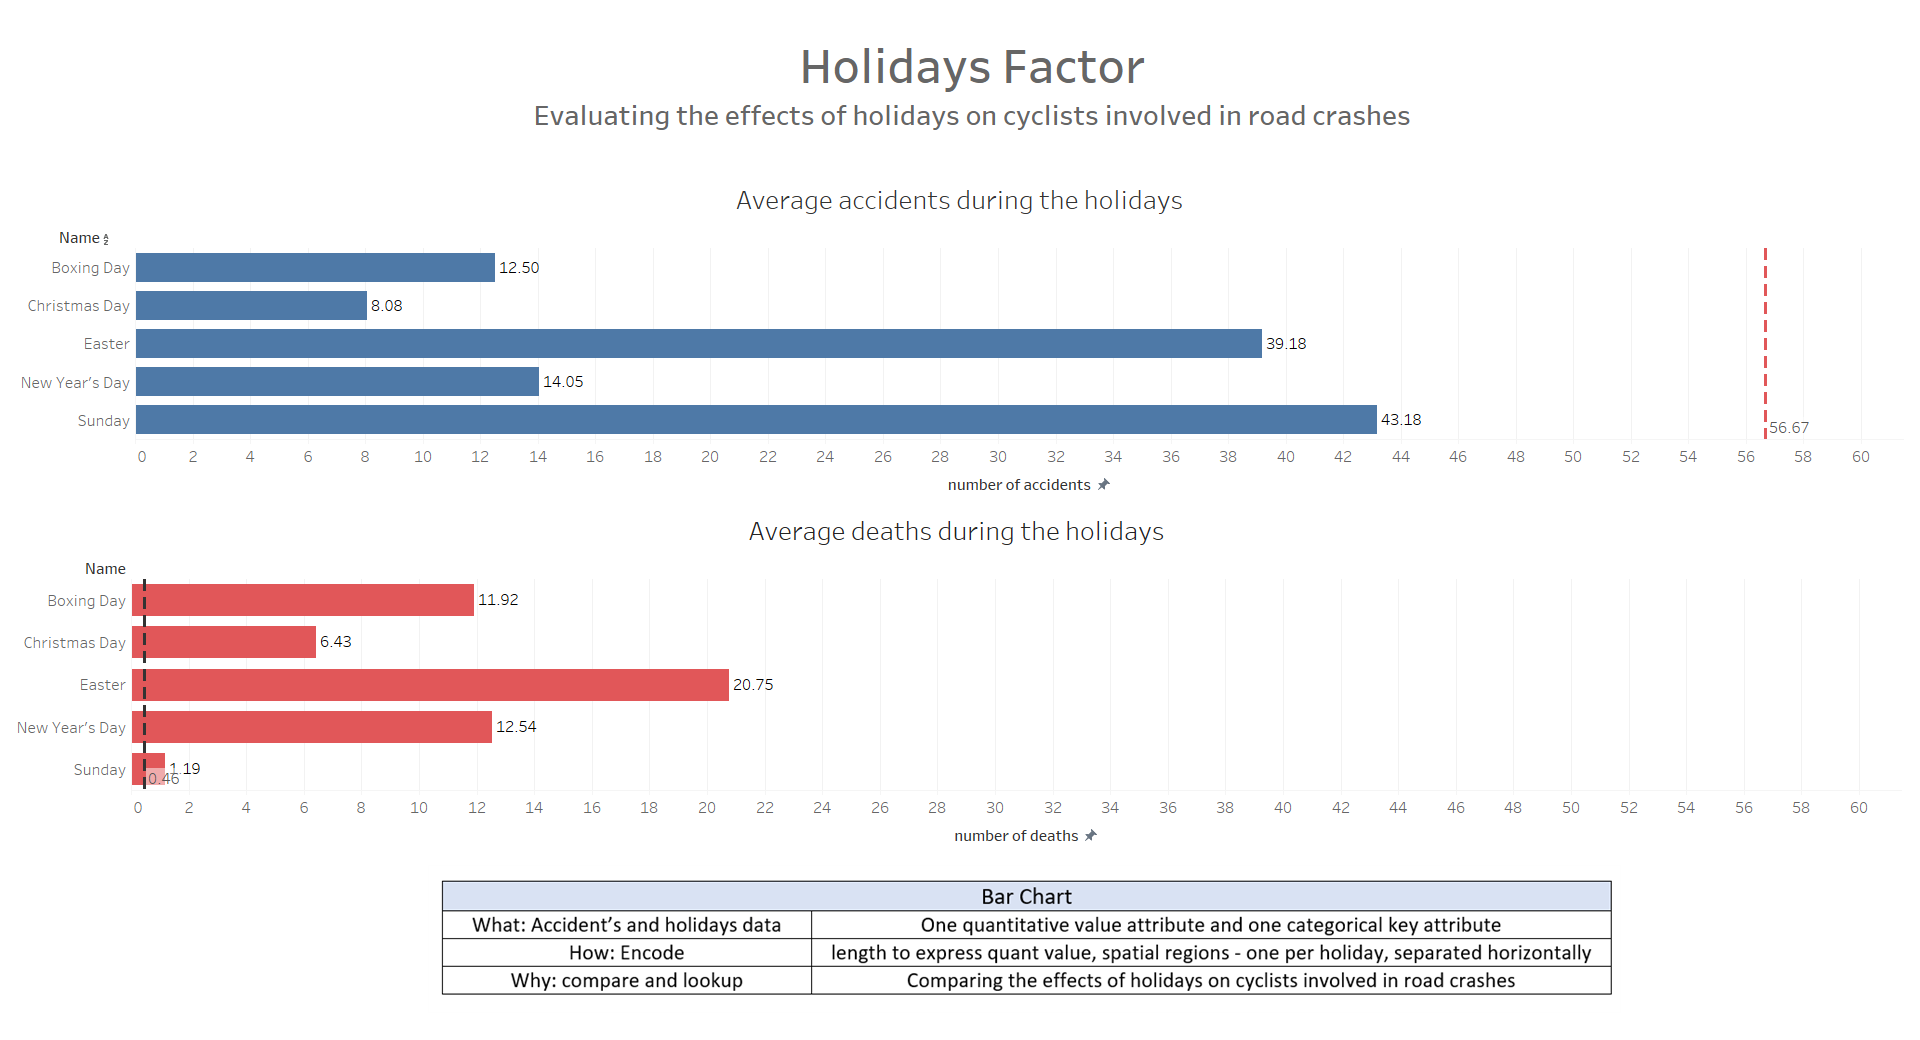 Holidays Factor
Evaluating the effects of holidays on cyclists involved in road crashes
Average accidents during the holidays
Name
Boxing Day 12.50
Christmas Day 8.08
Easter 39.18
New Year's Day 14.05
Sunday 43.18
56.67
0 2 4 6 8 10 12 14 16 18 20 22 24 26 28 30 32 34 36 38 40 42 44 46 48 50 52 54 56 58 60
number of accidents
Average deaths during the holidays
Name
Boxing Day 11.92
Christmas Day 6.43
Easter 20.75
New Year's Day 12.54
Sunday 1.19
0.46
0 2 4 6 8 10 12 14 16 18 20 22 24 26 28 30 32 34 36 38 40 42 44 46 48 50 52 54 56 58 60
number of deaths
Bar Chart
What: Accident's and holidays data One quantitative value attribute and one categorical key attribute
How: Encode length to express quant value, spatial regions - one per holiday, separated horizontally
Why: compare and lookup Comparing the effects of holidays on cyclists involved in road crashes